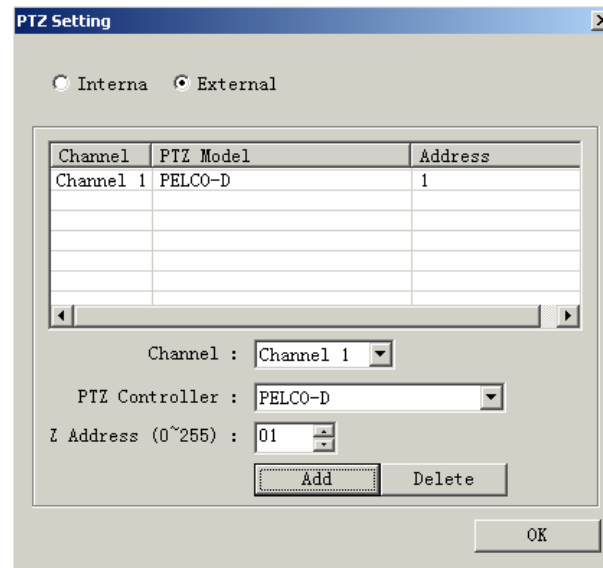 PTZ Setting
Interna External
Channel PTZ Model Address
Channel 1 PELCO-D 1
Channel : Channel 1
PTZ Controller : PELCO-D
Z Address (0~255) : 01
Add Delete
OK